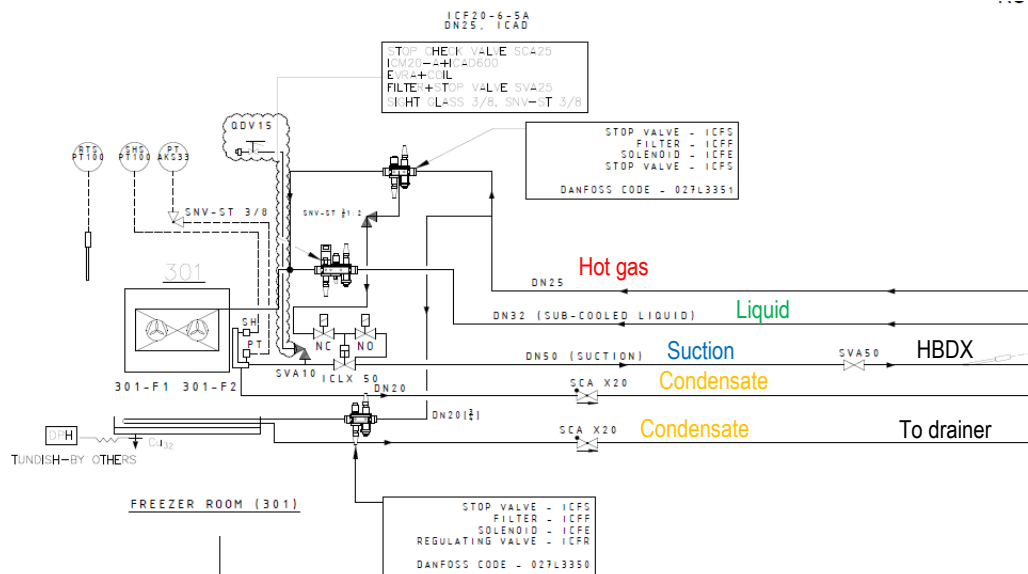 ICF20-6-5A
DN25, ICAD
STOP CHECK VALVE SCA25
ICM20-A+ICAD600
EVRA+COIL
FILTER+STOP VALVE SVA25
SIGHT GLASS 3/8, SNV-ST 3/8
QDV15
STOP VALVE - ICFS
FILTER - ICFF
SOLENOID - ICFE
STOP VALVE - ICFS
DANFOSS CODE - 027L3351
RTS
PT100
SHS
PT100
PT
AKS33
SNV-ST 3/8
SNV-ST
301
Hot gas
DN25
DN32 (SUB-COOLED LIQUID)
Liquid
SH
PT
NC
NO
DN50 (SUCTION)
Suction
SVA50
HBDX
SVA10
ICLX 50
301-F1 301-F2
DN20
SCA X20
Condensate
DN20[¾]
SCA X20
Condensate
To drainer
DPH
Cu32
TUNDISH-BY OTHERS
FREEZER ROOM (301)
STOP VALVE - ICFS
FILTER - ICFF
SOLENOID - ICFE
REGULATING VALVE - ICFR
DANFOSS CODE - 027L3350